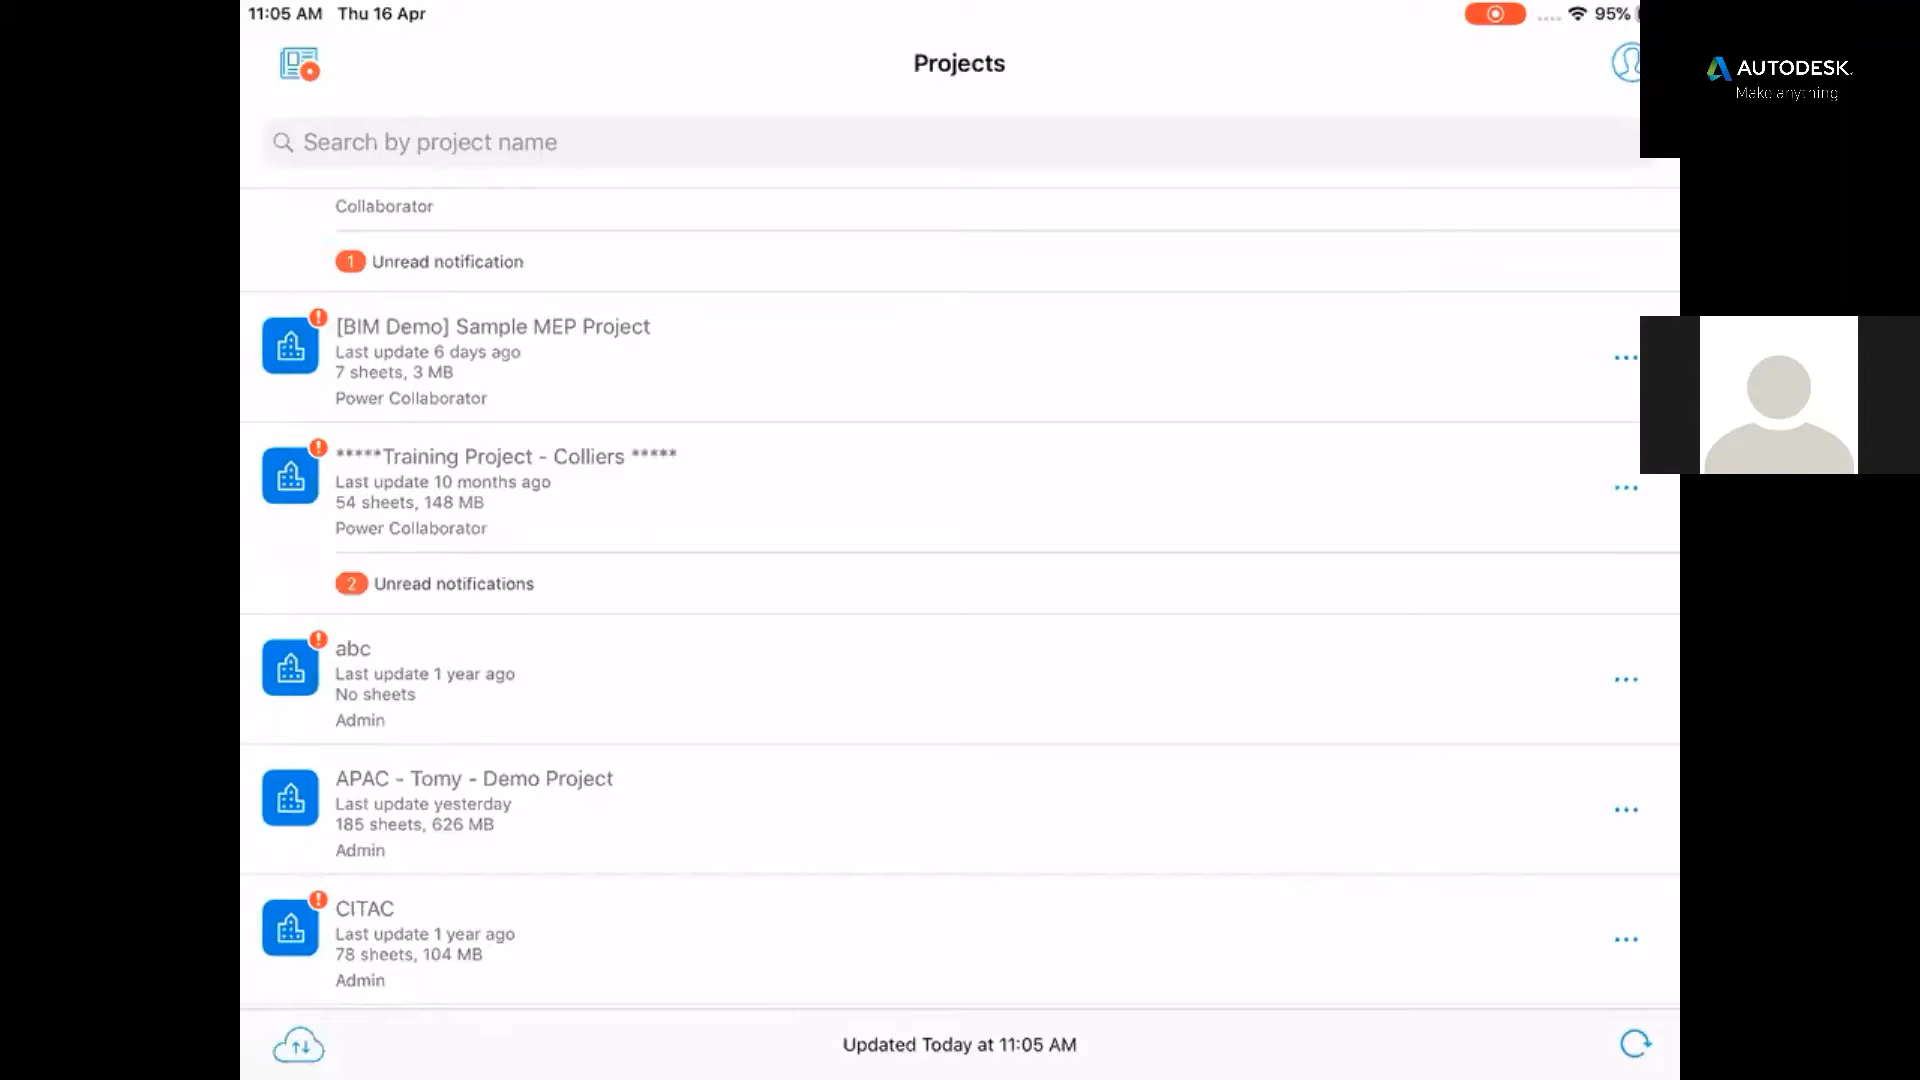 11:05 AM Thu 16 Apr
95%
Projects
AUTODESK.
Make anything
Search by project name
Collaborator
1 Unread notification
[BIM Demo] Sample MEP Project
Last update 6 days ago
7 sheets, 3 MB
Power Collaborator
*****Training Project - Colliers *****
Last update 10 months ago
54 sheets, 148 MB
Power Collaborator
2 Unread notifications
abc
Last update 1 year ago
No sheets
Admin
APAC - Tomy - Demo Project
Last update yesterday
185 sheets, 626 MB
Admin
CITAC
Last update 1 year ago
78 sheets, 104 MB
Admin
Updated Today at 11:05 AM